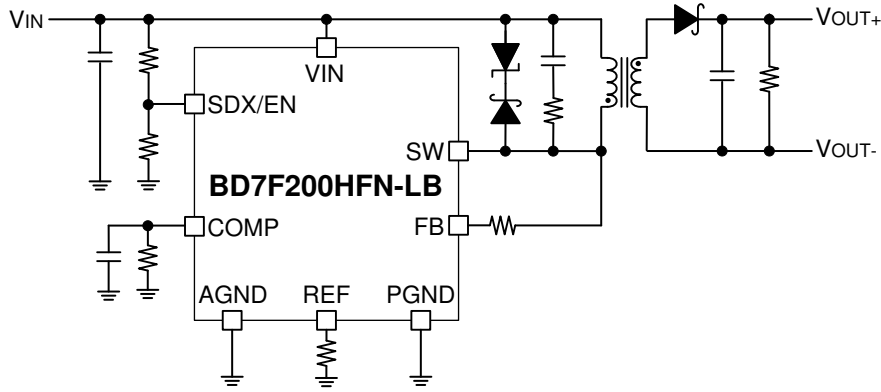 VIN
VOUT+
VIN
SDX/EN
SW
VOUT-
BD7F200HFN-LB
COMP
FB
AGND REF PGND